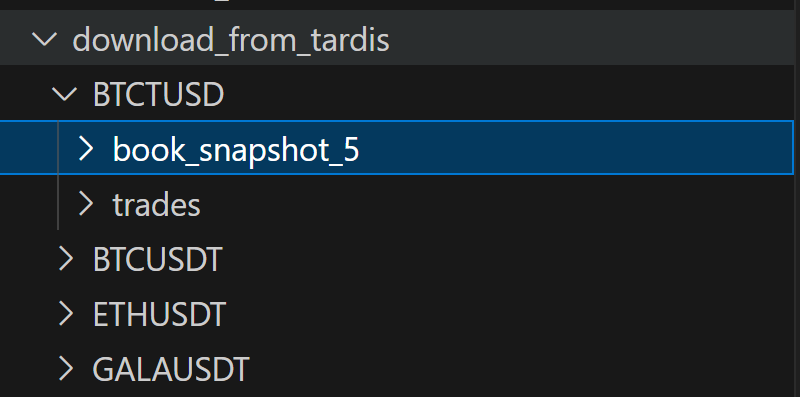 download_from_tardis
BTCTUSD
book_snapshot_5
trades
BTCUSDT
ETHUSDT
GALAUSDT